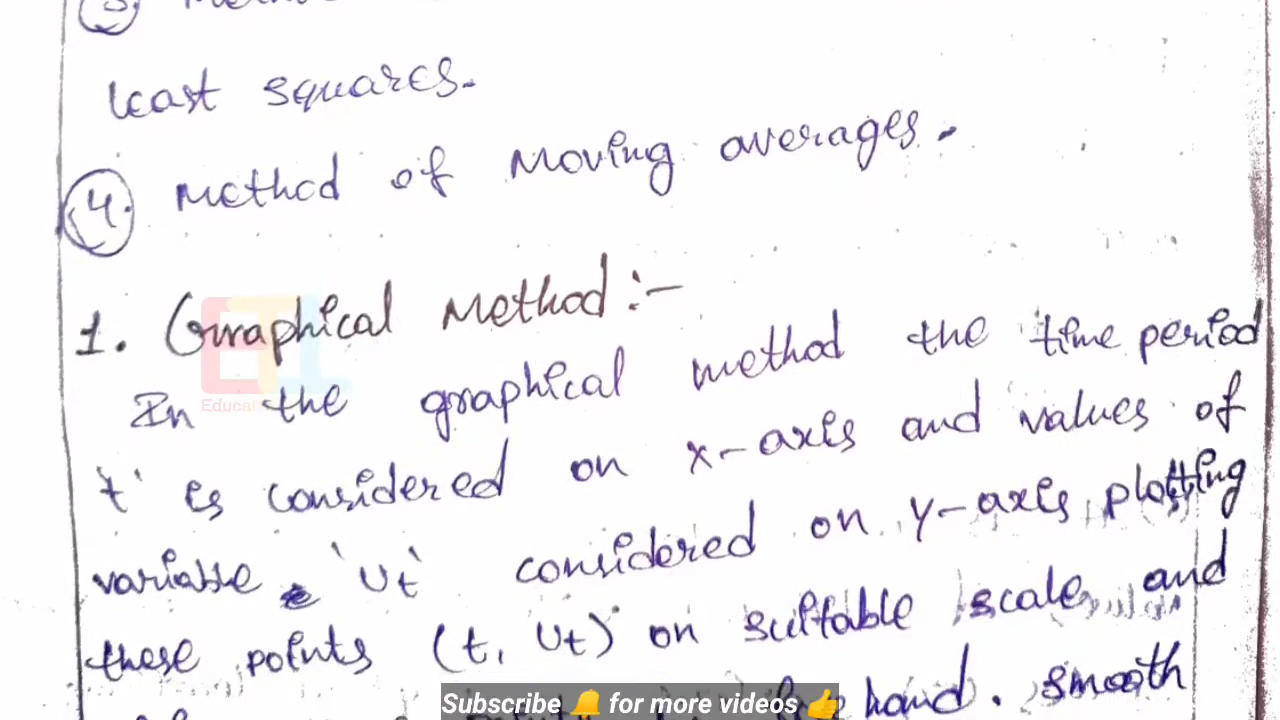 3.
least squares.
4. Method of Moving averages.
1. Graphical Method :-
In the graphical method the time period
't' is considered on x-axis and values of
variable 'Ut' considered on y-axis plotting
these points (t, Ut) on suitable scale and
hand. smooth
Educat
Subscribe 🔔 for more videos 👍